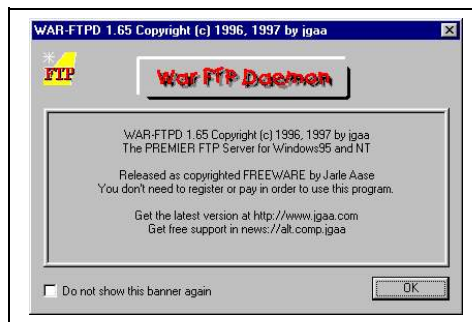 WAR-FTPD 1.65 Copyright (c) 1996, 1997 by jgaa
FTP
War FTP Daemon
WAR-FTPD 1.65 Copyright (c) 1996, 1997 by jgaa
The PREMIER FTP Server for Windows95 and NT
Released as copyrighted FREEWARE by Jarle Aase
You don't need to register or pay in order to use this program.
Get the latest version at http://www.jgaa.com
Get free support in news://alt.comp.jgaa
Do not show this banner again
OK